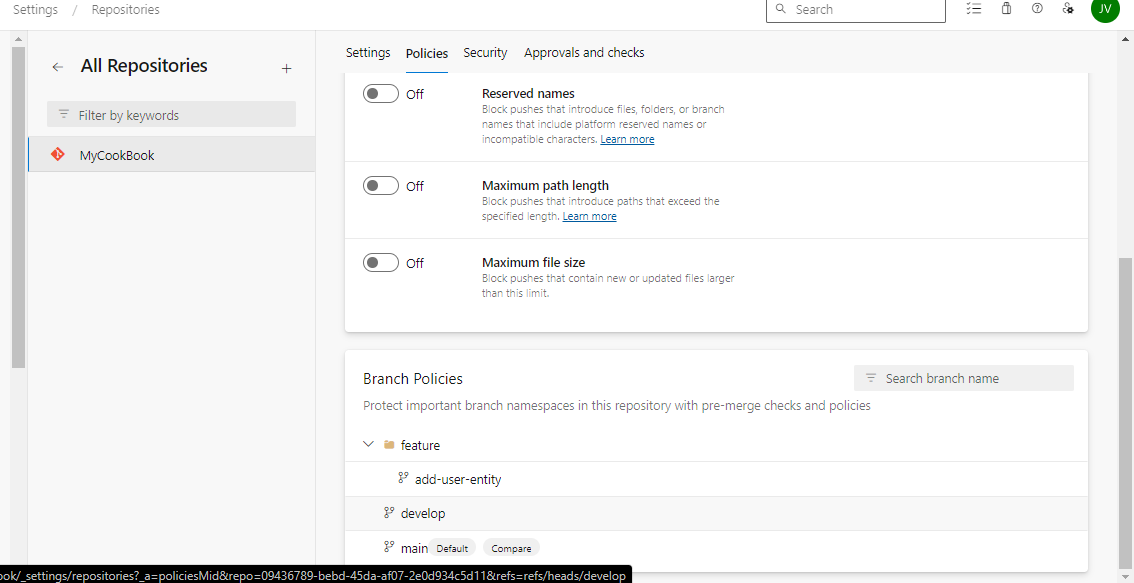 Settings / Repositories
Search
JV
All Repositories
Filter by keywords
MyCookBook
Settings Policies Security Approvals and checks
Off
Reserved names
Block pushes that introduce files, folders, or branch
names that include platform reserved names or
incompatible characters. Learn more
Off
Maximum path length
Block pushes that introduce paths that exceed the
specified length. Learn more
Off
Maximum file size
Block pushes that contain new or updated files larger
than this limit.
Branch Policies
Search branch name
Protect important branch namespaces in this repository with pre-merge checks and policies
feature
add-user-entity
develop
main Default Compare
ook/_settings/repositories?_a=policiesMid&repo=09436789-bebd-45da-af07-2e0d934c5d11&refs=refs/heads/develop